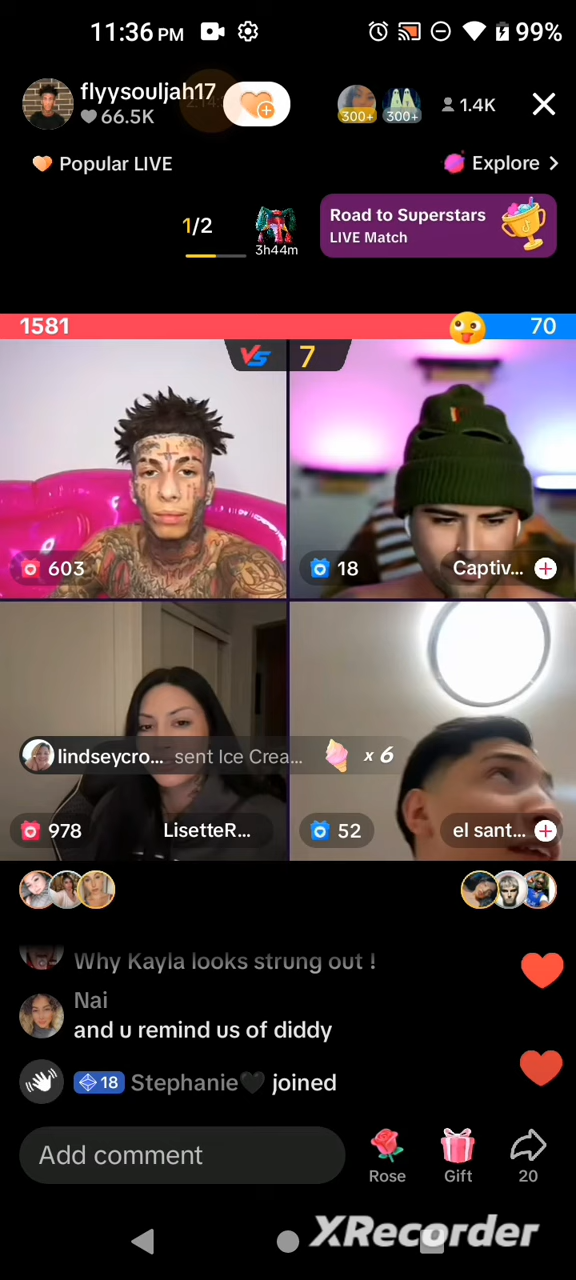 11:36 PM
99%
flyysouljah17
66.5K
300+
300+
1.4K
Popular LIVE
Explore >
1/2
3h44m
Road to Superstars
LIVE Match
1581
70
VS 7
603
18
Captiv...
lindseycro... sent Ice Crea... x 6
978
LisetteR...
52
el sant...
Why Kayla looks strung out !
Nai
and u remind us of diddy
18 Stephanie🖤 joined
Add comment
Rose
Gift
20
XRecorder